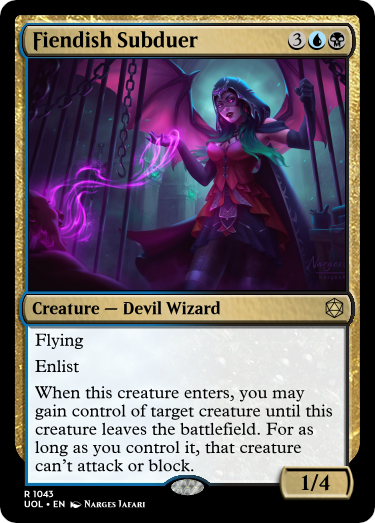 Fiendish Subduer 3
Creature — Devil Wizard
Flying
Enlist
When this creature enters, you may
gain control of target creature until this
creature leaves the battlefield. For as
long as you control it, that creature
can't attack or block.
1/4
R 1043
UOL • EN Narges Jafari